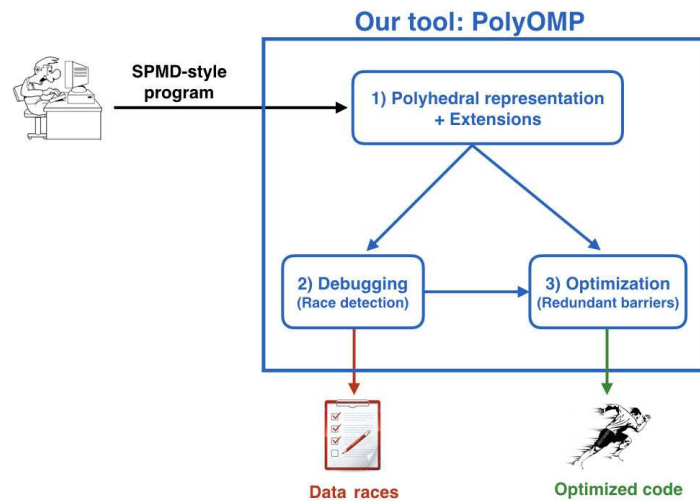 Our tool: PolyOMP
SPMD-style
program
1) Polyhedral representation
+ Extensions
2) Debugging
(Race detection)
3) Optimization
(Redundant barriers)
Data races
Optimized code